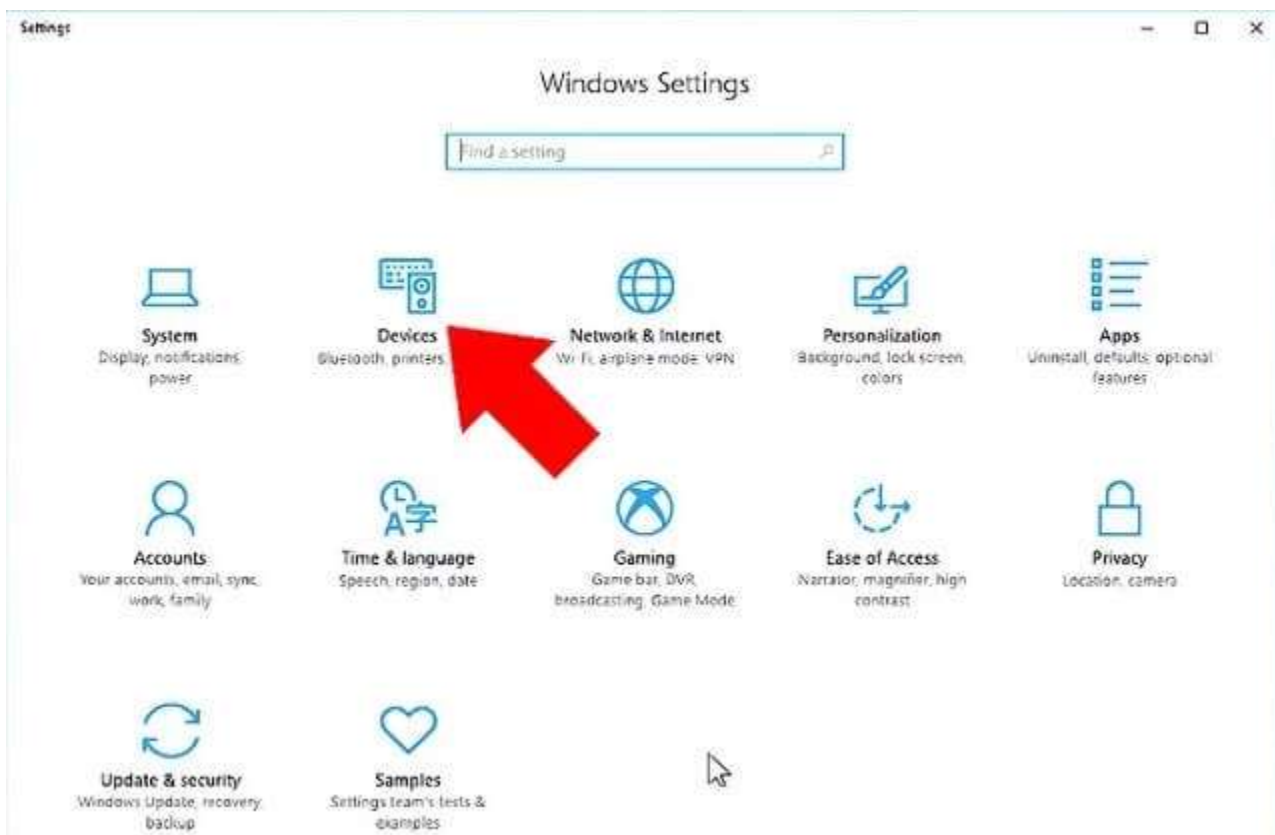 Settings
Windows Settings
Find a setting
System
Display, notifications,
power
Devices
Bluetooth, printers,
Network & Internet
Wi-Fi, airplane mode, VPN
Personalization
Background, lock screen,
colors
Apps
Uninstall, defaults, optional
features
Accounts
Your accounts, email, sync,
work, family
Time & language
Speech, region, date
Gaming
Game bar, DVR,
broadcasting, Game Mode
Ease of Access
Narrator, magnifier, high
contrast
Privacy
Location, camera
Update & security
Windows Update, recovery,
backup
Samples
Settings team's tests &
examples